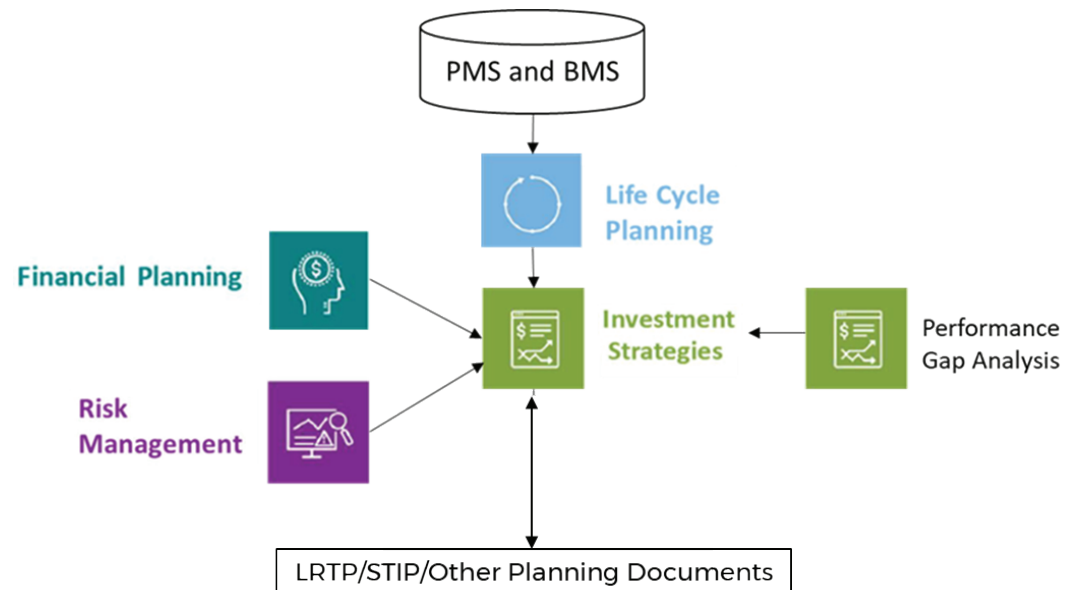 PMS and BMS
Life Cycle
Planning
Financial Planning
$
Investment
Strategies
$
$
Performance
Gap Analysis
Risk
Management
LRTP/STIP/Other Planning Documents